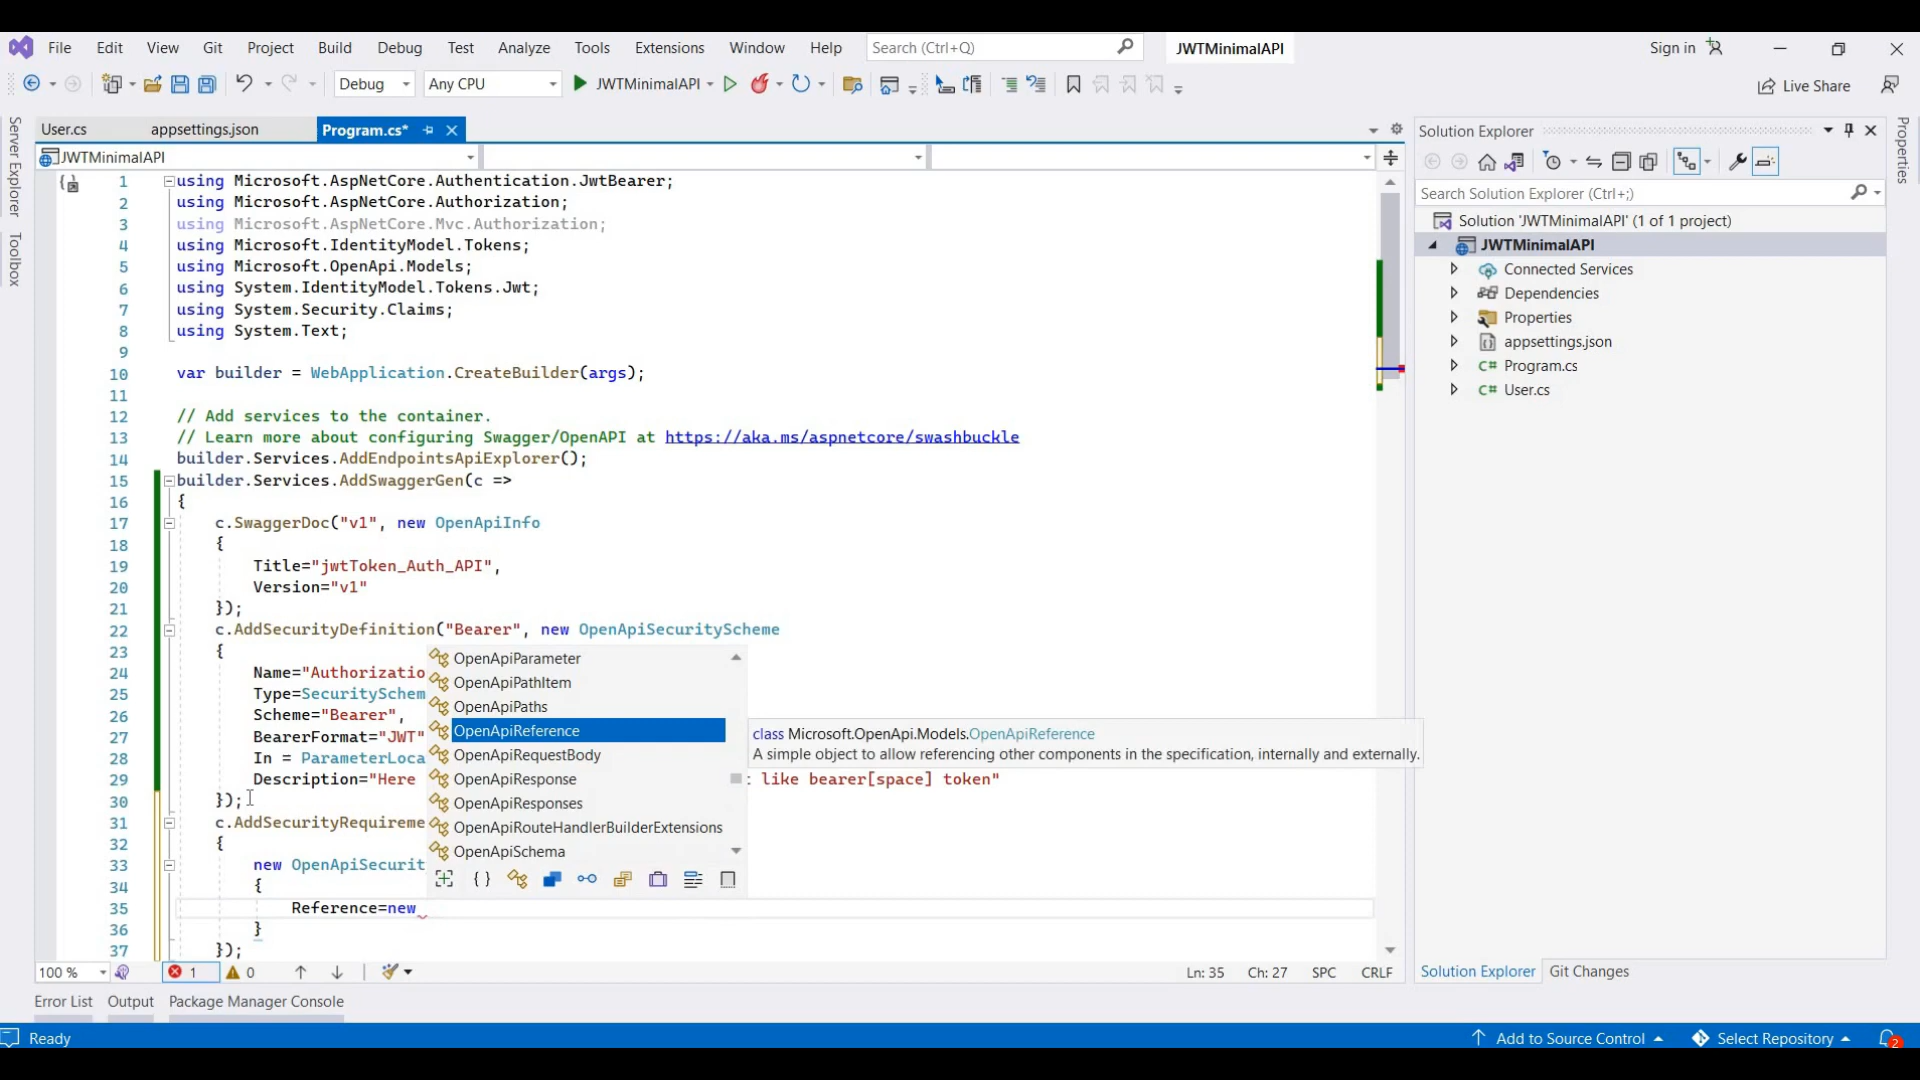 File Edit View Git Project Build Debug Test Analyze Tools Extensions Window Help Search (Ctrl+Q) JWTMinimalAPI Sign in
Debug Any CPU JWTMinimalAPI Live Share
User.cs appsettings.json Program.cs*
Solution Explorer
JWTMinimalAPI
Search Solution Explorer (Ctrl+;)
Solution 'JWTMinimalAPI' (1 of 1 project)
JWTMinimalAPI
Connected Services
Dependencies
Properties
appsettings.json
Program.cs
User.cs
Server Explorer
Toolbox
Properties
1 using Microsoft.AspNetCore.Authentication.JwtBearer;
2 using Microsoft.AspNetCore.Authorization;
3 using Microsoft.AspNetCore.Mvc.Authorization;
4 using Microsoft.IdentityModel.Tokens;
5 using Microsoft.OpenApi.Models;
6 using System.IdentityModel.Tokens.Jwt;
7 using System.Security.Claims;
8 using System.Text;
9
10 var builder = WebApplication.CreateBuilder(args);
11
12 // Add services to the container.
13 // Learn more about configuring Swagger/OpenAPI at https://aka.ms/aspnetcore/swashbuckle
14 builder.Services.AddEndpointsApiExplorer();
15 builder.Services.AddSwaggerGen(c =>
16 {
17 c.SwaggerDoc("v1", new OpenApiInfo
18 {
19 Title="jwtToken_Auth_API",
20 Version="v1"
21 });
22 c.AddSecurityDefinition("Bearer", new OpenApiSecurityScheme
23 {
24 Name="Authorizatio
25 Type=SecuritySchem
26 Scheme="Bearer",
27 BearerFormat="JWT"
28 In = ParameterLoca
29 Description="Here : like bearer[space] token"
30 });
31 c.AddSecurityRequireme
32 {
33 new OpenApiSecurit
34 {
35 Reference=new
36 }
37 });
OpenApiParameter
OpenApiPathItem
OpenApiPaths
OpenApiReference
OpenApiRequestBody
OpenApiResponse
OpenApiResponses
OpenApiRouteHandlerBuilderExtensions
OpenApiSchema
class Microsoft.OpenApi.Models.OpenApiReference
A simple object to allow referencing other components in the specification, internally and externally.
100 % 1 0 Ln: 35 Ch: 27 SPC CRLF
Solution Explorer Git Changes
Error List Output Package Manager Console
Ready Add to Source Control Select Repository 2